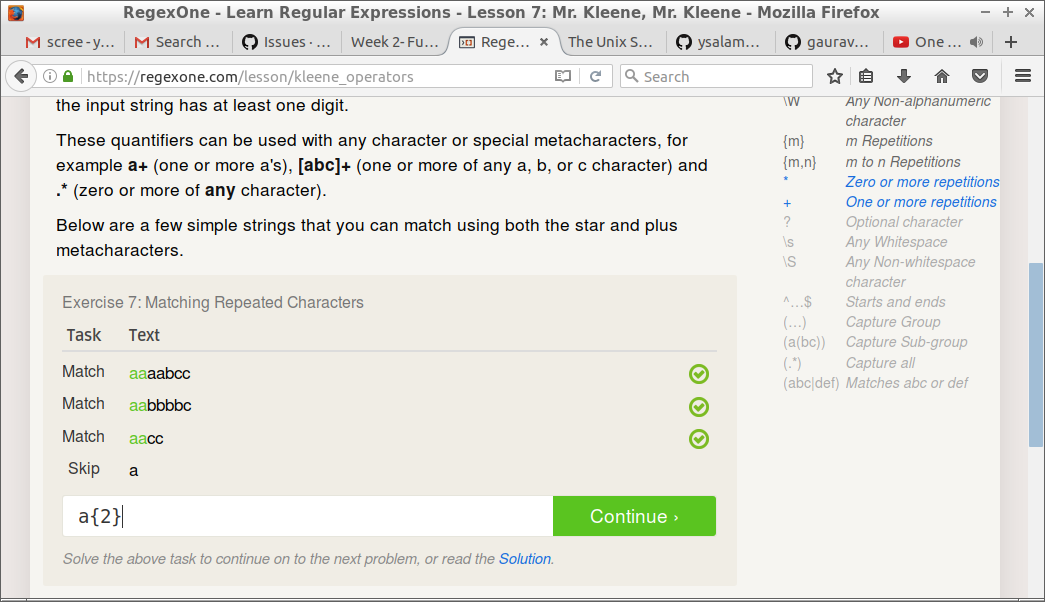 RegexOne - Learn Regular Expressions - Lesson 7: Mr. Kleene, Mr. Kleene - Mozilla Firefox
scree - y... Search ... Issues · ... Week 2- Fu... Rege... × The Unix S... ysalam... gaurav... One ... +
https://regexone.com/lesson/kleene_operators Search
the input string has at least one digit.
These quantifiers can be used with any character or special metacharacters, for
example a+ (one or more a's), [abc]+ (one or more of any a, b, or c character) and
.* (zero or more of any character).
Below are a few simple strings that you can match using both the star and plus
metacharacters.
Exercise 7: Matching Repeated Characters
Task Text
Match aaaabcc
Match aabbbbc
Match aacc
Skip a
a{2} Continue ›
Solve the above task to continue on to the next problem, or read the Solution.
\W Any Non-alphanumeric
character
{m} m Repetitions
{m,n} m to n Repetitions
* Zero or more repetitions
+ One or more repetitions
? Optional character
\s Any Whitespace
\S Any Non-whitespace
character
^...$ Starts and ends
(...) Capture Group
(a(bc)) Capture Sub-group
(.*) Capture all
(abc|def) Matches abc or def